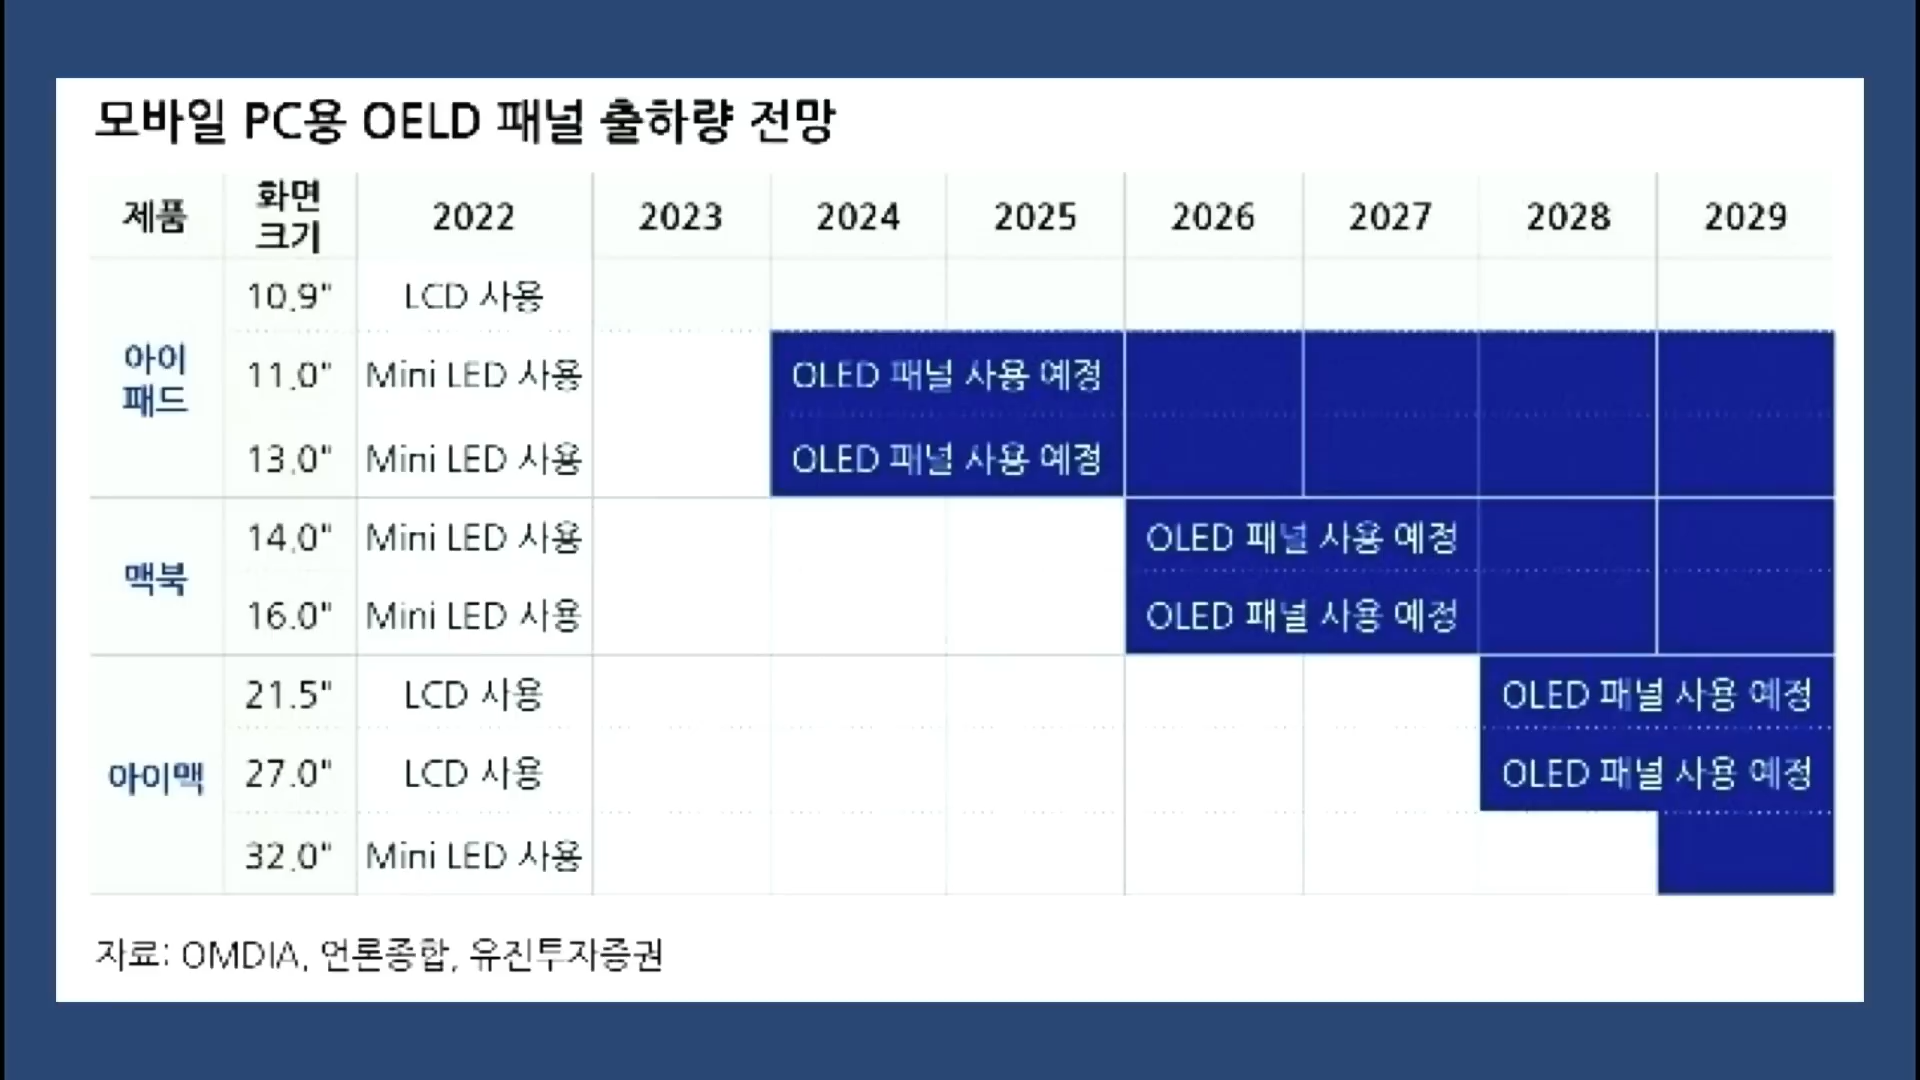 모바일 PC용 OELD 패널 출하량 전망
제품 화면 크기 2022 2023 2024 2025 2026 2027 2028 2029
아이패드
10.9" LCD 사용
11.0" Mini LED 사용 OLED 패널 사용 예정
13.0" Mini LED 사용 OLED 패널 사용 예정
맥북
14.0" Mini LED 사용 OLED 패널 사용 예정
16.0" Mini LED 사용 OLED 패널 사용 예정
아이맥
21.5" LCD 사용 OLED 패널 사용 예정
27.0" LCD 사용 OLED 패널 사용 예정
32.0" Mini LED 사용
자료: OMDIA, 언론종합, 유진투자증권